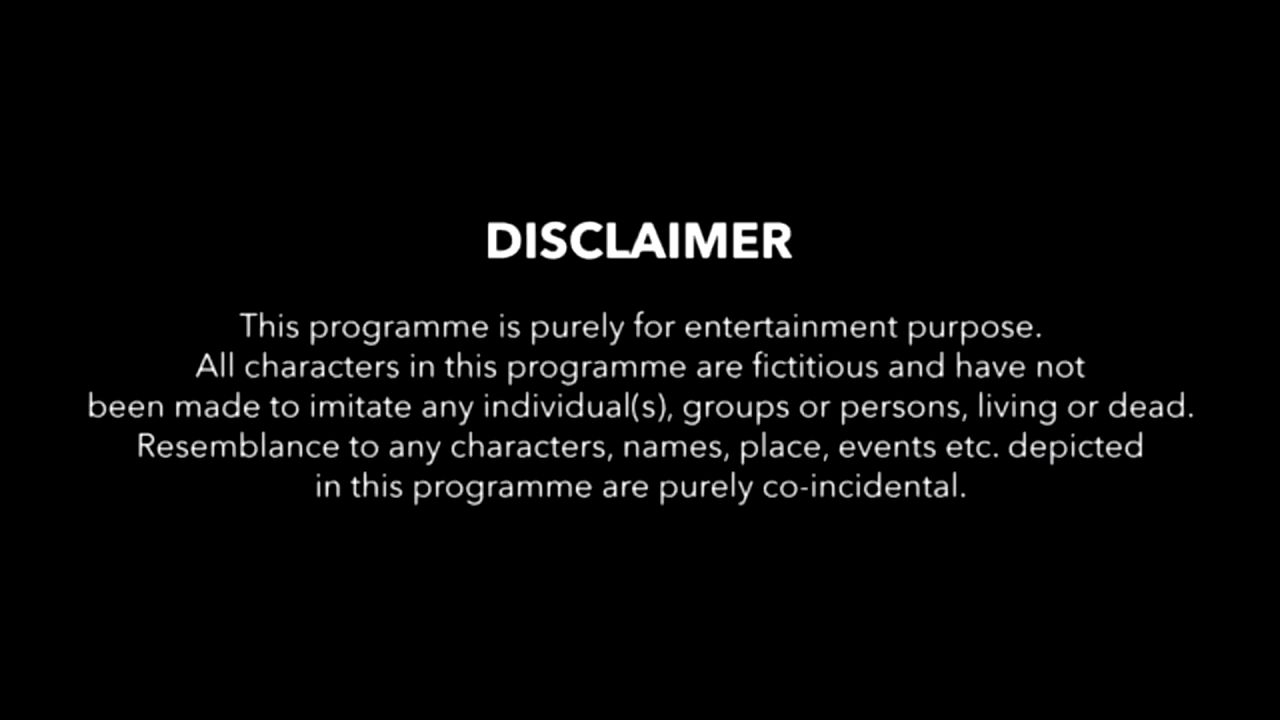 DISCLAIMER
This programme is purely for entertainment purpose.
All characters in this programme are fictitious and have not
been made to imitate any individual(s), groups or persons, living or dead.
Resemblance to any characters, names, place, events etc. depicted
in this programme are purely co-incidental.